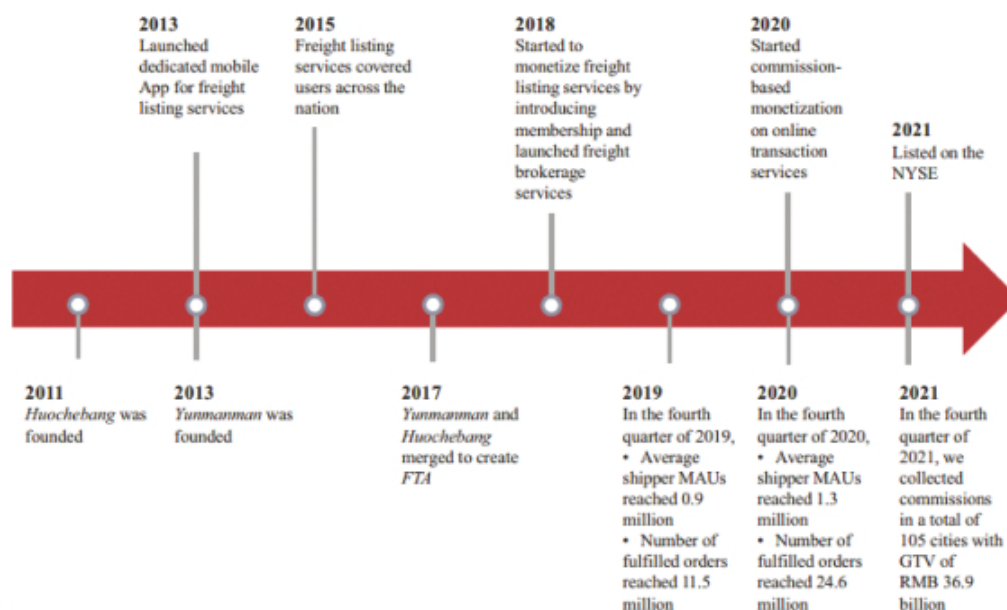 2013
Launched
dedicated mobile
App for freight
listing services
2015
Freight listing
services covered
users across the
nation
2018
Started to
monetize freight
listing services by
introducing
membership and
launched freight
brokerage
services
2020
Started
commission-
based
monetization
on online
transaction
services
2021
Listed on the
NYSE
2011
Huochebang was
founded
2013
Yunmanman was
founded
2017
Yunmanman and
Huochebang
merged to create
FTA
2019
In the fourth
quarter of 2019,
• Average
shipper MAUs
reached 0.9
million
• Number of
fulfilled orders
reached 11.5
million
2020
In the fourth
quarter of 2020,
• Average
shipper MAUs
reached 1.3
million
• Number of
fulfilled orders
reached 24.6
million
2021
In the fourth
quarter of
2021, we
collected
commissions
in a total of
105 cities with
GTV of
RMB 36.9
billion